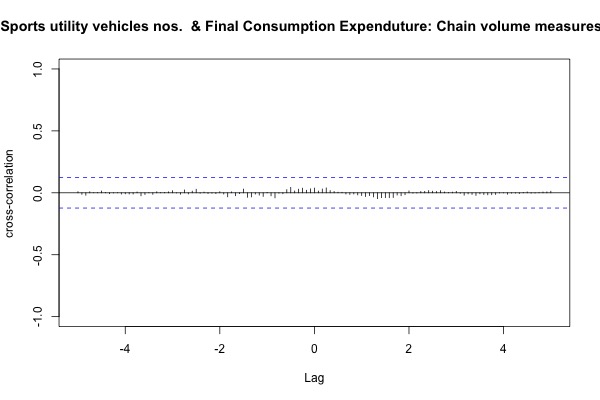 Sports utility vehicles nos.  & Final Consumption Expenduture: Chain volume measures
1.0
0.5
0.0
-0.5
-1.0
cross-correlation
-4 -2 0 2 4
Lag